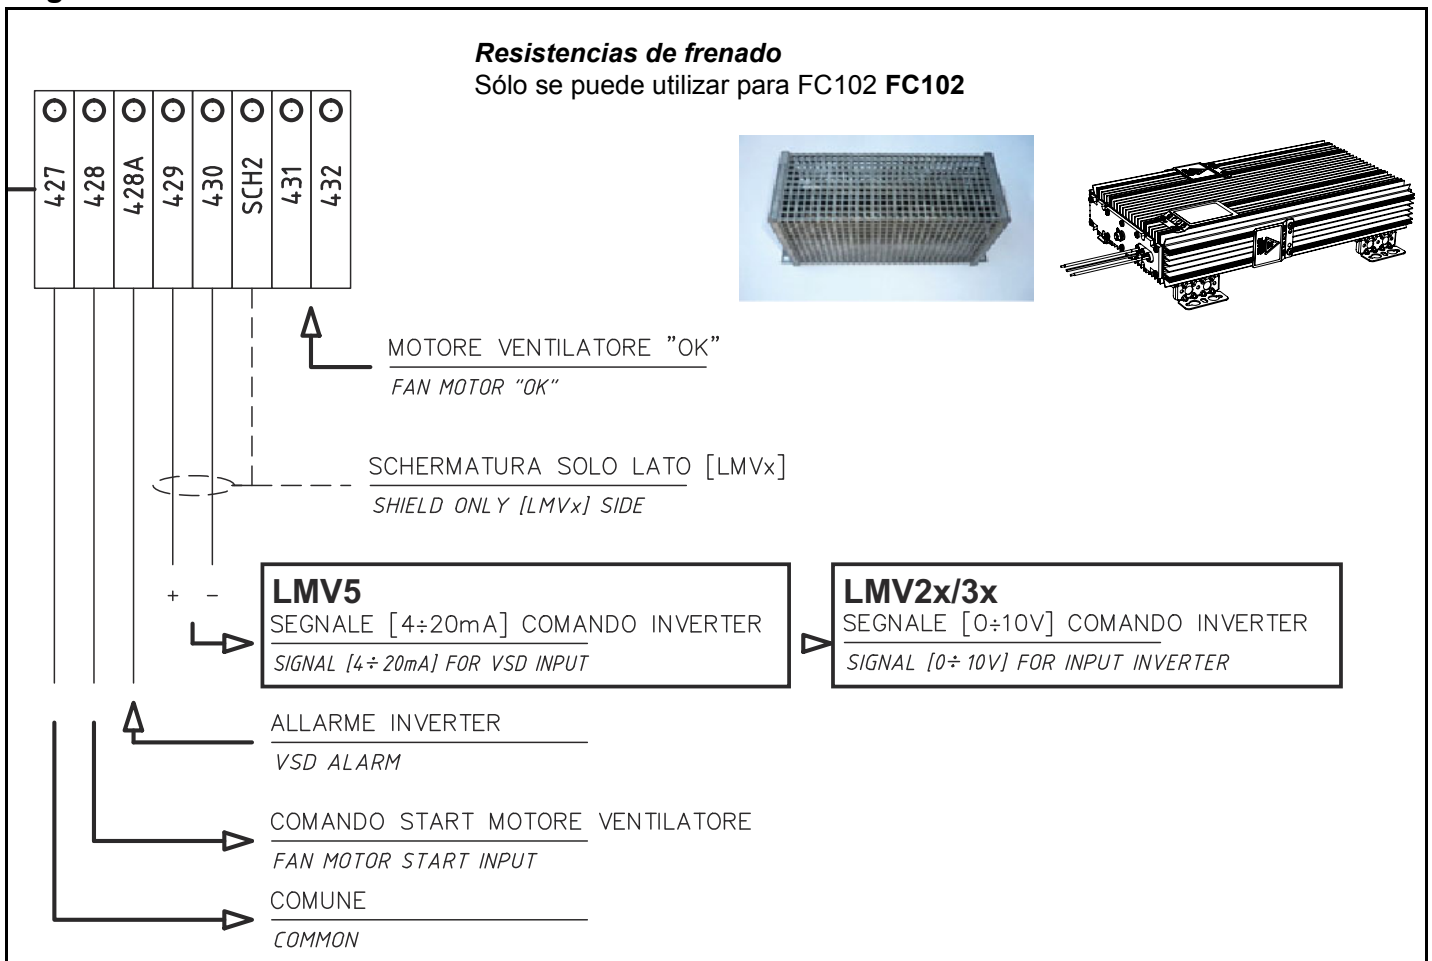 Resistencias de frenado
Sólo se puede utilizar para FC102 FC102
427
428
428A
429
430
SCH2
431
432
MOTORE VENTILATORE ”OK”
FAN MOTOR “OK”
SCHERMATURA SOLO LATO [LMVx]
SHIELD ONLY [LMVx] SIDE
+ –
LMV5
SEGNALE [4÷20mA] COMANDO INVERTER
SIGNAL [4÷20mA] FOR VSD INPUT
LMV2x/3x
SEGNALE [0÷10V] COMANDO INVERTER
SIGNAL [0÷ 10V] FOR INPUT INVERTER
ALLARME INVERTER
VSD ALARM
COMANDO START MOTORE VENTILATORE
FAN MOTOR START INPUT
COMUNE
COMMON